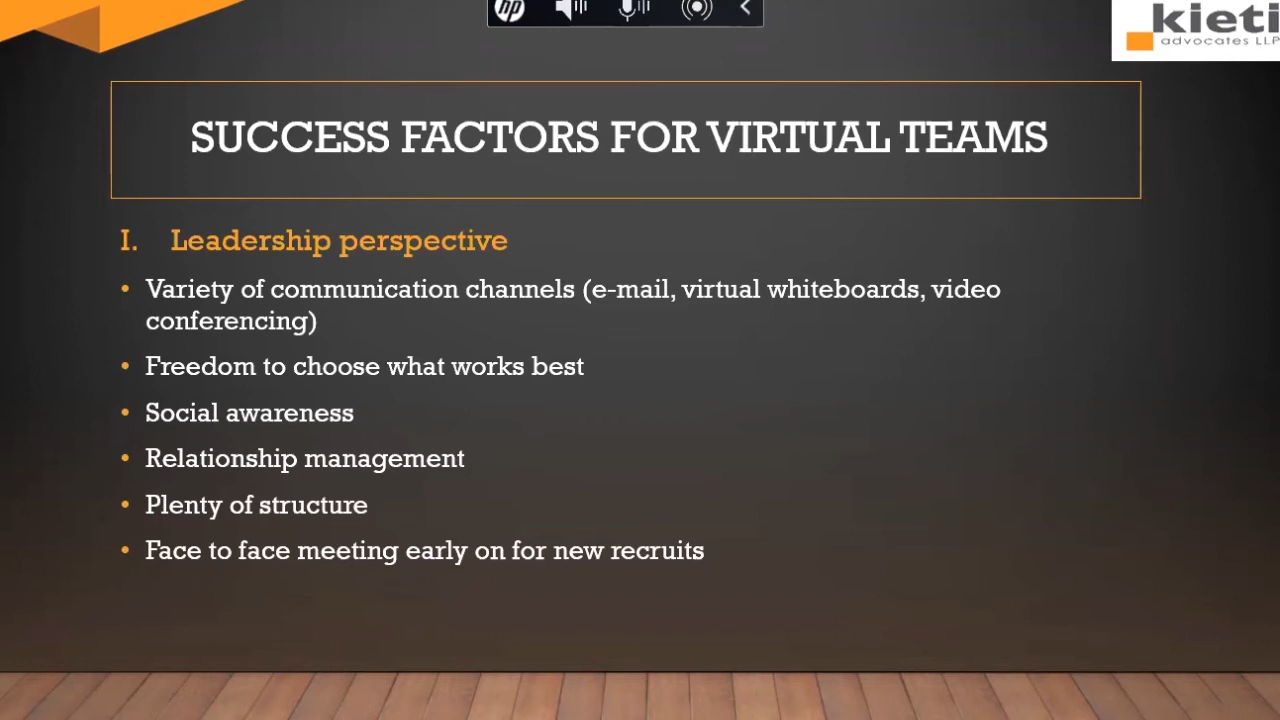 hp
kieti
advocates LLP
SUCCESS FACTORS FOR VIRTUAL TEAMS
I. Leadership perspective
• Variety of communication channels (e-mail, virtual whiteboards, video
conferencing)
• Freedom to choose what works best
• Social awareness
• Relationship management
• Plenty of structure
• Face to face meeting early on for new recruits